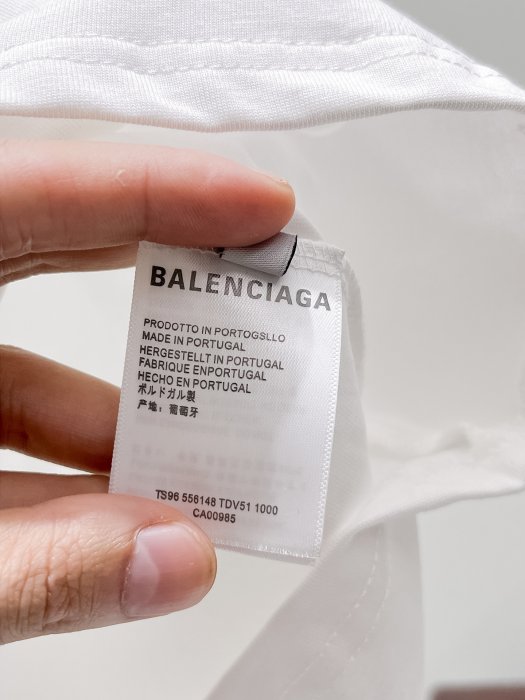 BALENCIAGA
PRODOTTO IN PORTOGSLLO
MADE IN PORTUGAL
HERGESTELLT IN PORTUGAL
FABRIQUE ENPORTUGAL
HECHO EN PORTUGAL
ポルドガル製
产地：葡萄牙
TS96 556148 TDV51 1000
CA00985